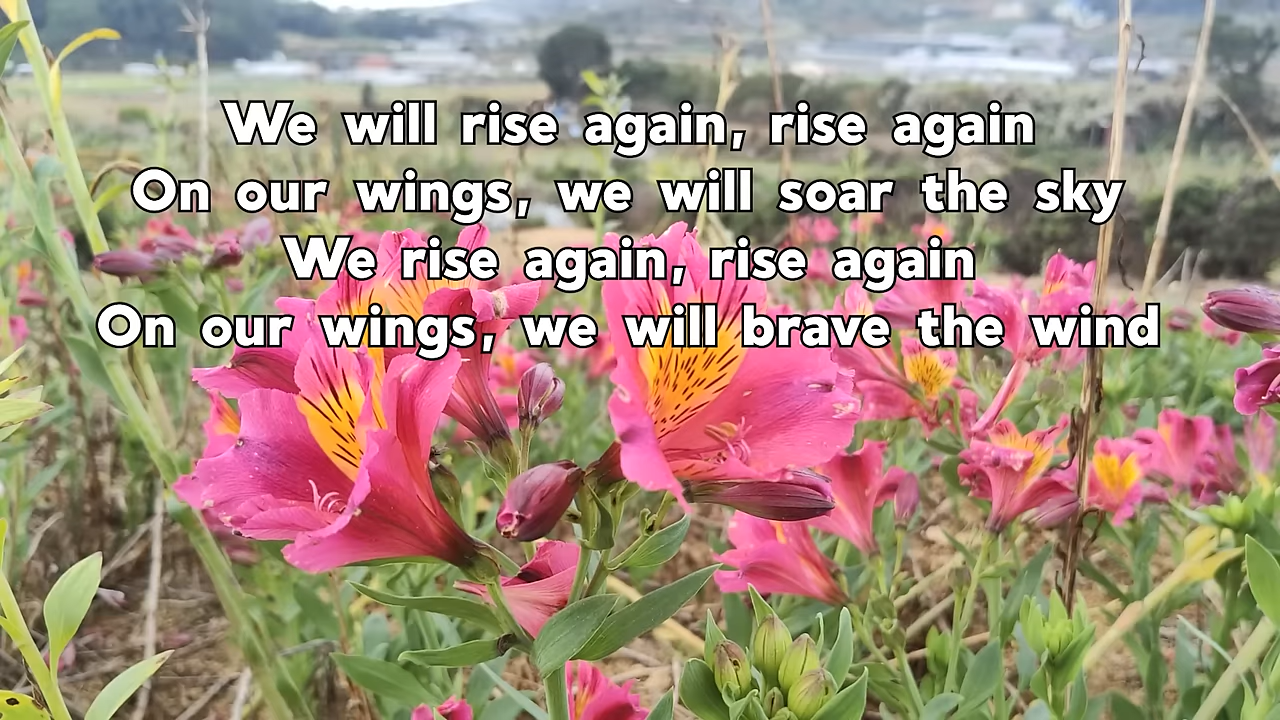 We will rise again, rise again
On our wings, we will soar the sky
We rise again, rise again
On our wings, we will brave the wind